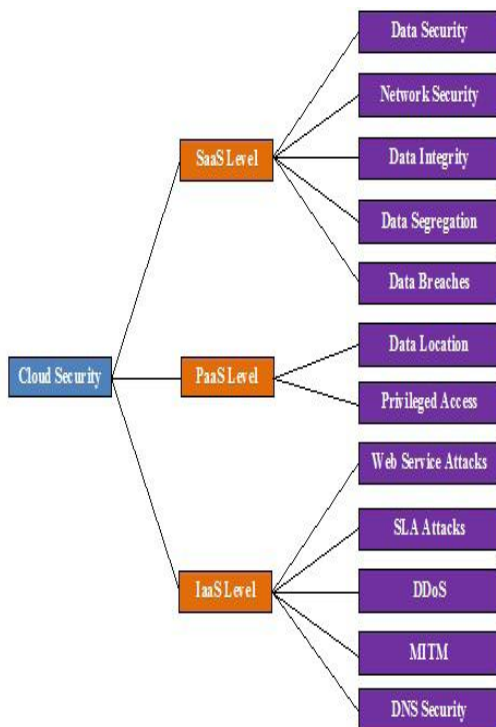 Data Security
Network Security
SaaS Level
Data Integrity
Data Segregation
Data Breaches
Data Location
Cloud Security
PaaS Level
Privileged Access
Web Service Attacks
SLA Attacks
IaaS Level
DDoS
MITM
DNS Security